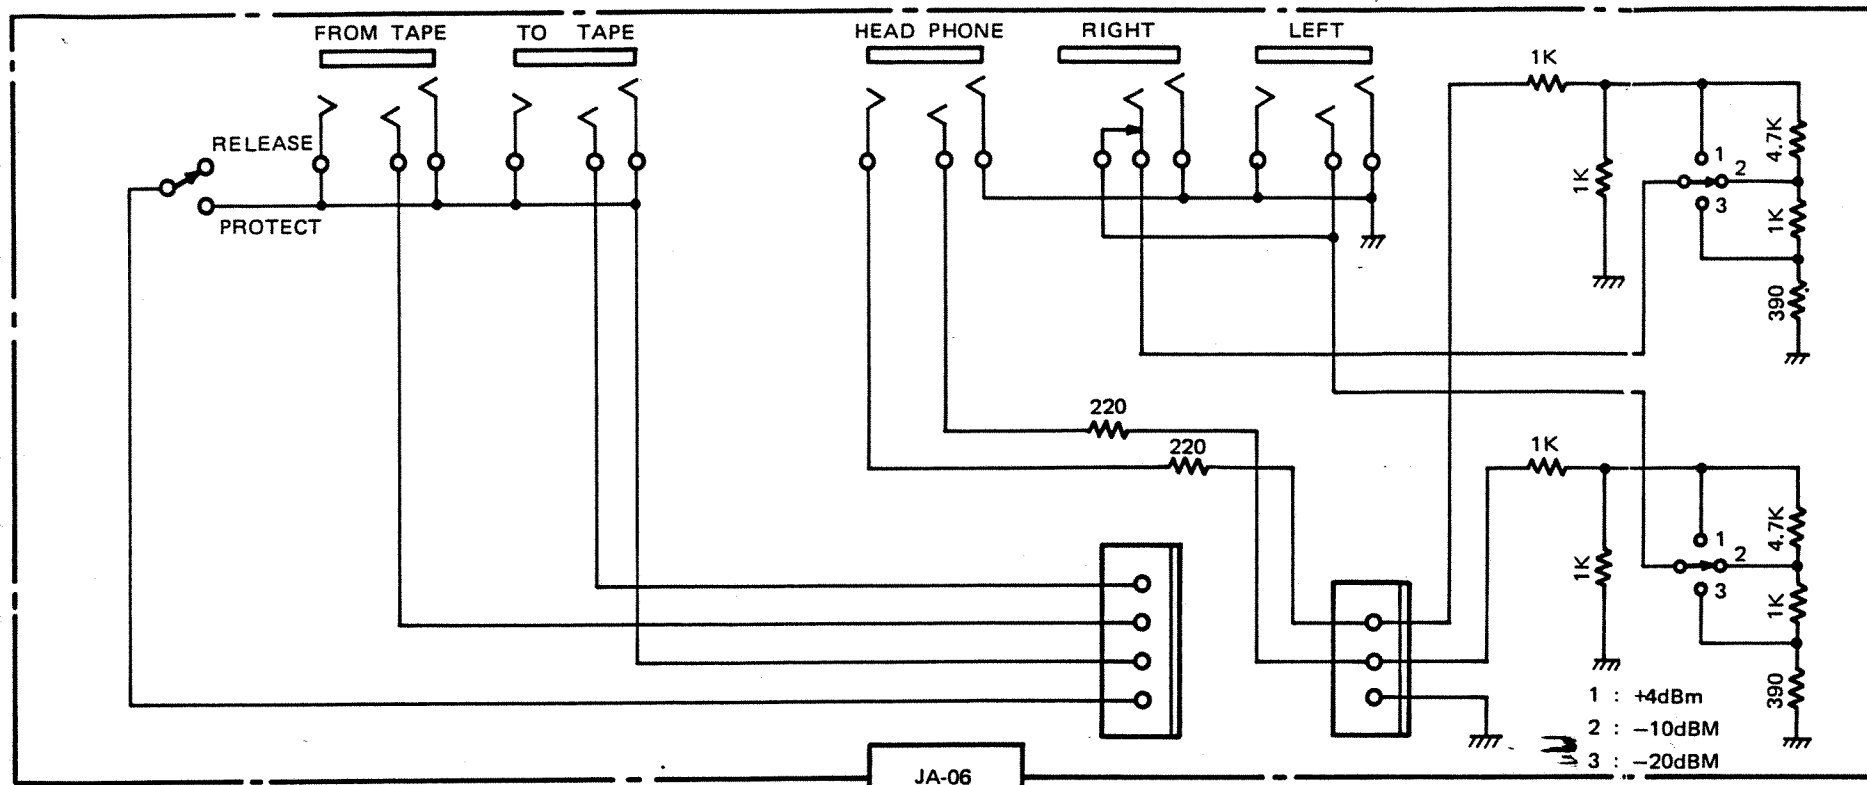 FROM TAPE
TO TAPE
HEAD PHONE
RIGHT
LEFT
1K
4.7K
RELEASE
PROTECT
1K
1
2
3
1K
390
220
220
1K
4.7K
1K
1
2
3
1K
390
1 : +4dBm
2 : −10dBM
3 : −20dBM
JA-06